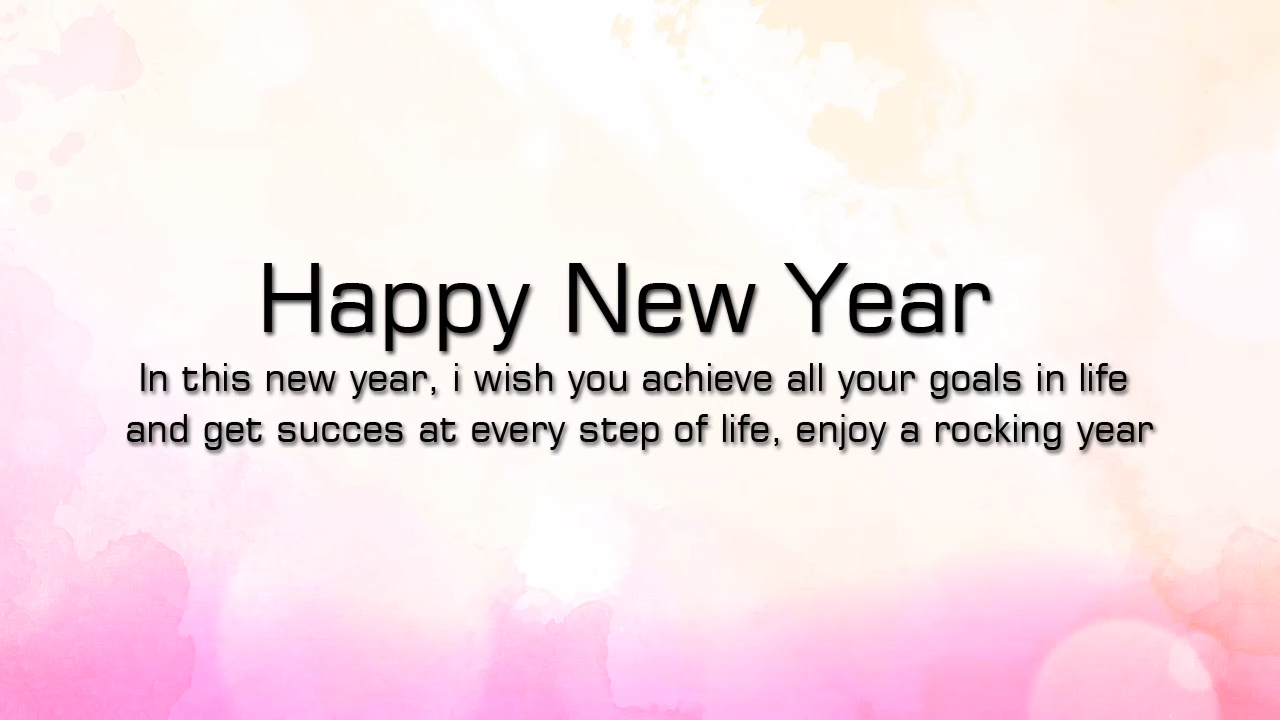 Happy New Year
In this new year, i wish you achieve all your goals in life
and get succes at every step of life, enjoy a rocking year